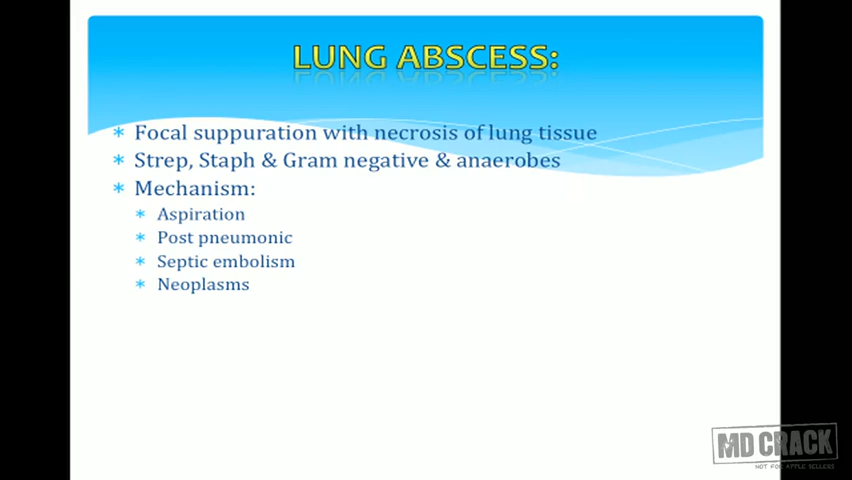 LUNG ABSCESS:
* Focal suppuration with necrosis of lung tissue
* Strep, Staph & Gram negative & anaerobes
* Mechanism:
* Aspiration
* Post pneumonic
* Septic embolism
* Neoplasms
MD CRACK
NOT FOR APPLE SELLERS